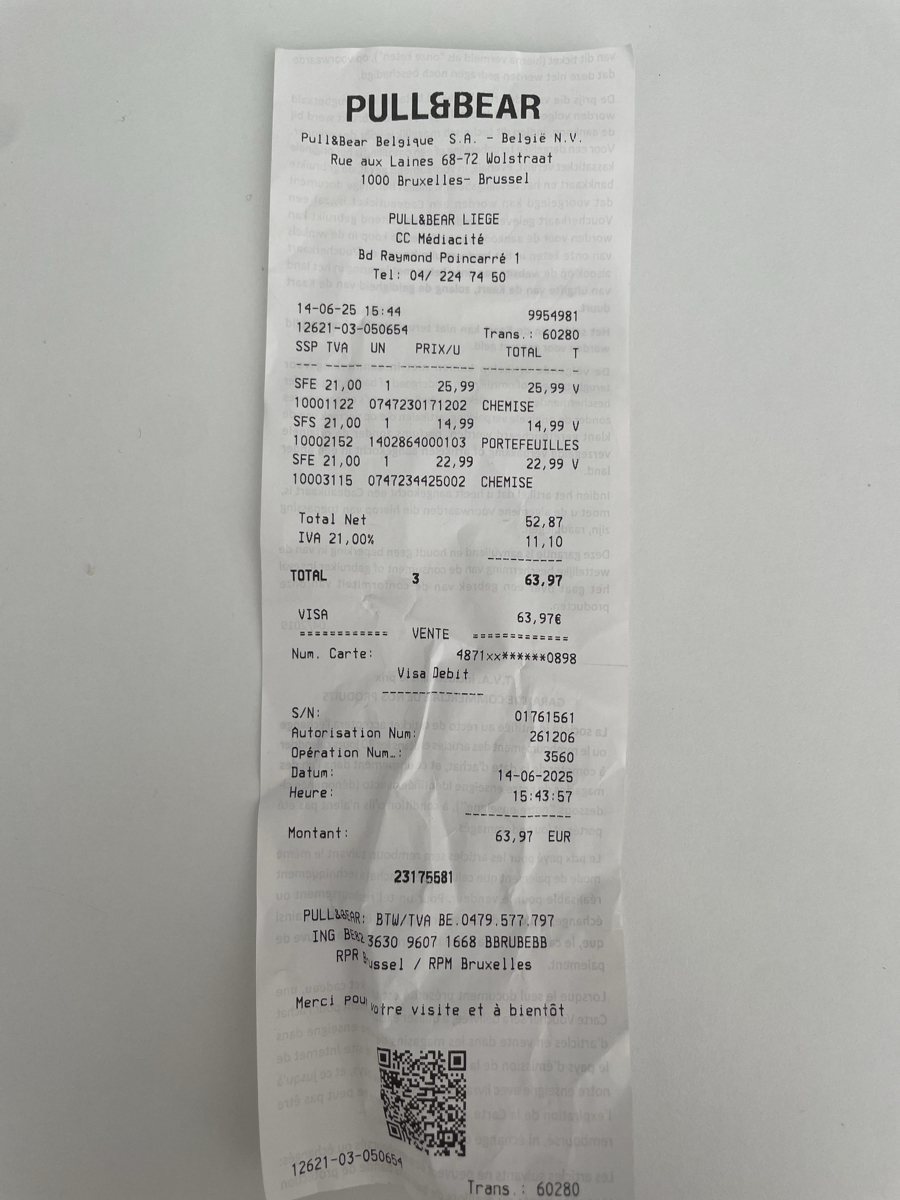 PULL&BEAR
Pull&Bear Belgique S.A. - België N.V.
Rue aux Laines 68-72 Wolstraat
1000 Bruxelles- Brussel
PULL&BEAR LIEGE
CC Médiacité
Bd Raymond Poincarré 1
Tel: 04/ 224 74 50
14-06-25 15:44 9954981
12621-03-050654 Trans.: 60280
SSP TVA UN PRIX/U TOTAL T
--- ----- --- ---------- ----------- -
SFE 21,00 1 25,99 25,99 V
10001122 0747230171202 CHEMISE
SFS 21,00 1 14,99 14,99 V
10002152 1402864000103 PORTEFEUILLES
SFE 21,00 1 22,99 22,99 V
10003115 0747234425002 CHEMISE
Total Net 52,87
IVA 21,00% 11,10
----------
TOTAL 3 63,97
VISA 63,97€
============ VENTE =============
Num. Carte: 4871xx******0898
Visa Debit
-------------
S/N: 01761561
Autorisation Num: 261206
Opération Num.: 3560
Datum: 14-06-2025
Heure: 15:43:57
--------------
Montant: 63,97 EUR
23175581
PULL&BEAR: BTW/TVA BE.0479.577.797
ING 3630 9607 1668 BBRUBEBB
RPR / RPM Bruxelles
Merci pour votre visite et à bientôt
12621-03-050654
Trans.: 60280